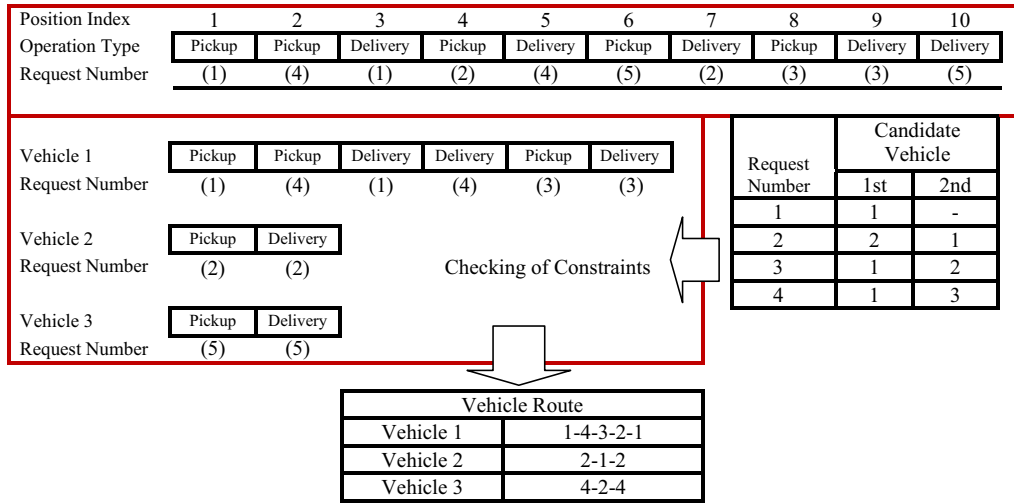 Position Index 1 2 3 4 5 6 7 8 9 10
Operation Type Pickup Pickup Delivery Pickup Delivery Pickup Delivery Pickup Delivery Delivery
Request Number (1) (4) (1) (2) (4) (5) (2) (3) (3) (5)
Vehicle 1 Pickup Pickup Delivery Delivery Pickup Delivery
Request Number (1) (4) (1) (4) (3) (3)
Vehicle 2 Pickup Delivery
Request Number (2) (2)
Vehicle 3 Pickup Delivery
Request Number (5) (5)
Checking of Constraints
Request Number Candidate Vehicle
1st 2nd
1 1 -
2 2 1
3 1 2
4 1 3
Vehicle Route
Vehicle 1 1-4-3-2-1
Vehicle 2 2-1-2
Vehicle 3 4-2-4